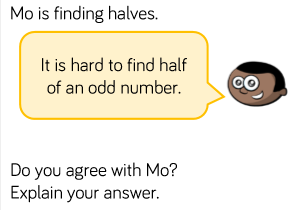 Mo is finding halves.
It is hard to find half
of an odd number.
Do you agree with Mo?
Explain your answer.